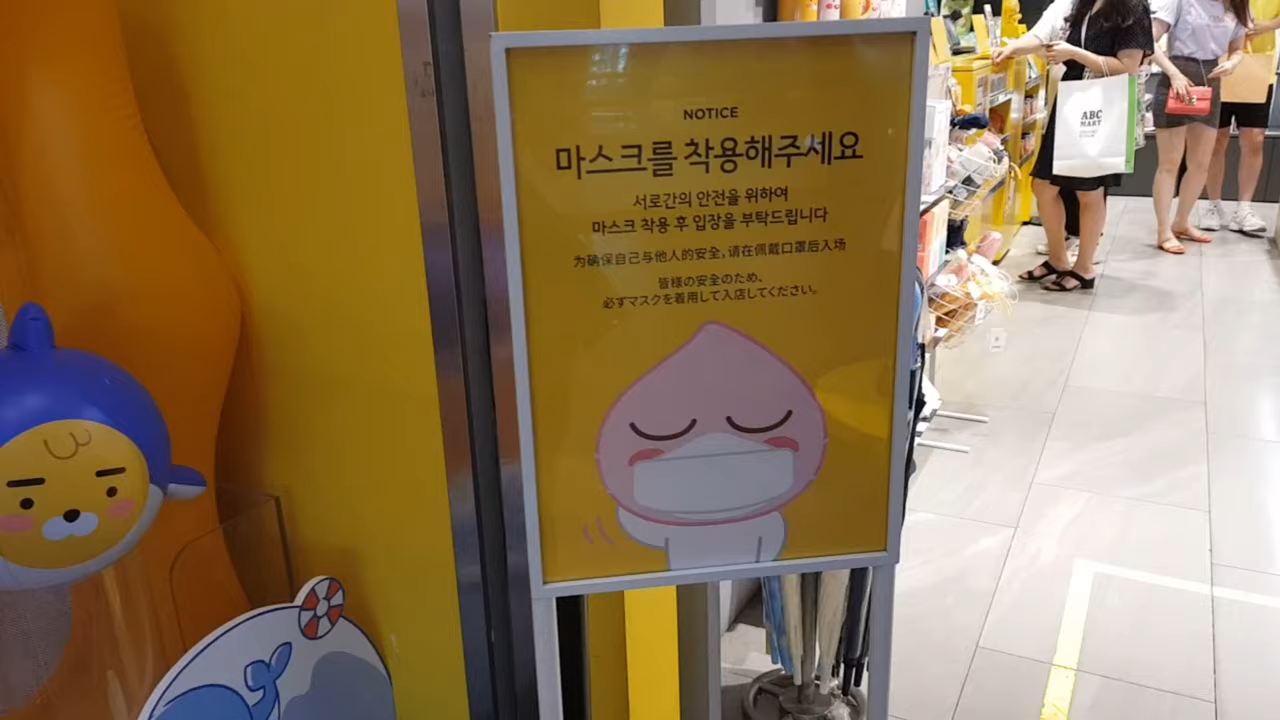 NOTICE
마스크를 착용해주세요
서로간의 안전을 위하여
마스크 착용 후 입장을 부탁드립니다
为确保自己与他人的安全,请在佩戴口罩后入场
皆様の安全のため、
必ずマスクを着用して入店してください。
ABC
MART